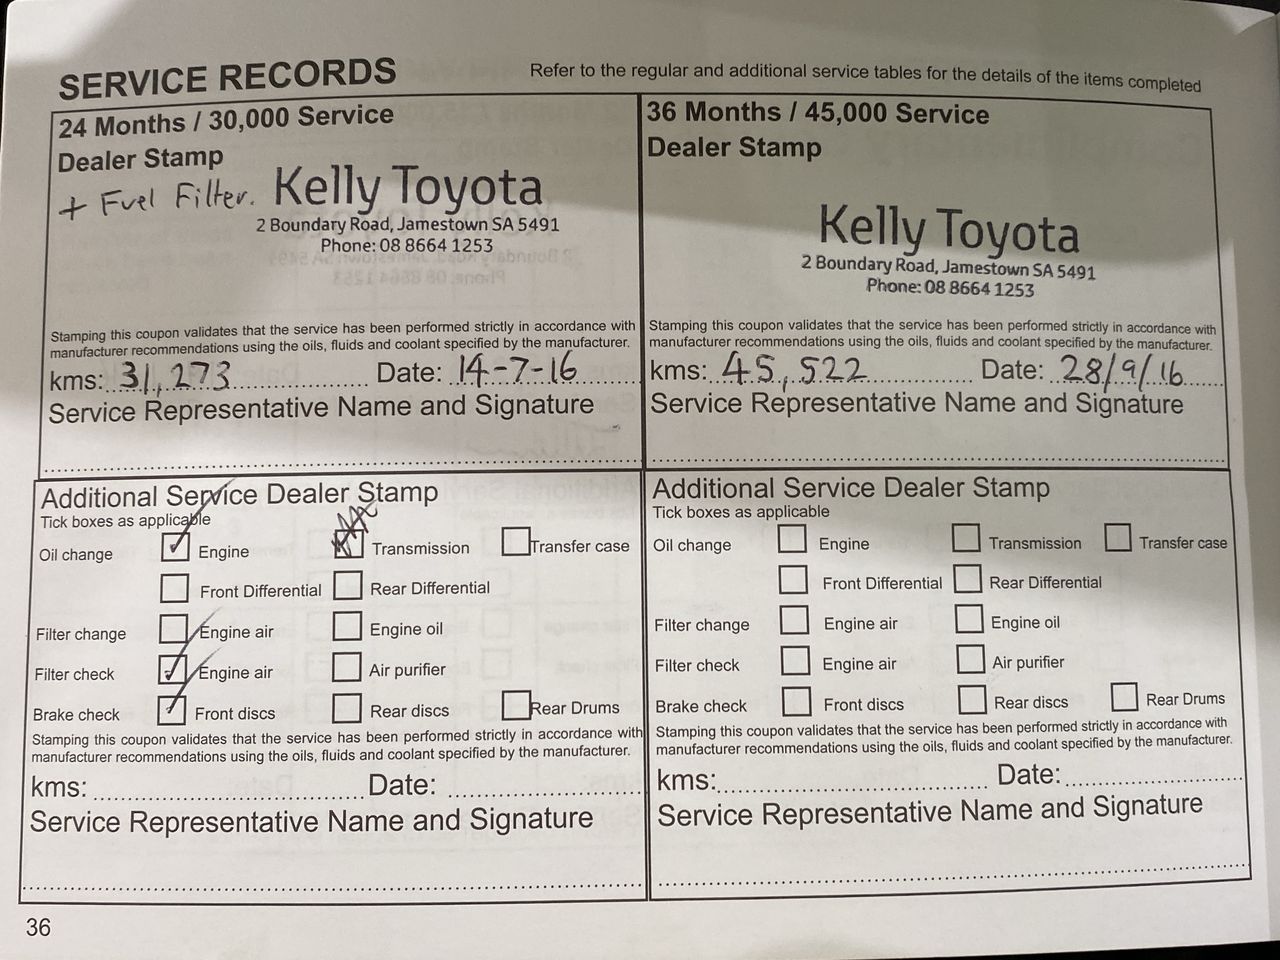 SERVICE RECORDS
Refer to the regular and additional service tables for the details of the items completed
24 Months / 30,000 Service
Dealer Stamp
+ Fuel Filter.
Kelly Toyota
2 Boundary Road, Jamestown SA 5491
Phone: 08 8664 1253
Stamping this coupon validates that the service has been performed strictly in accordance with
manufacturer recommendations using the oils, fluids and coolant specified by the manufacturer.
kms: 31,273 Date: 14-7-16
Service Representative Name and Signature
36 Months / 45,000 Service
Dealer Stamp
Kelly Toyota
2 Boundary Road, Jamestown SA 5491
Phone: 08 8664 1253
Stamping this coupon validates that the service has been performed strictly in accordance with
manufacturer recommendations using the oils, fluids and coolant specified by the manufacturer.
kms: 45,522 Date: 28/9/16
Service Representative Name and Signature
Additional Service Dealer Stamp
Tick boxes as applicable
Oil change Engine Transmission Transfer case
Front Differential Rear Differential
Filter change Engine air Engine oil
Filter check Engine air Air purifier
Brake check Front discs Rear discs Rear Drums
Stamping this coupon validates that the service has been performed strictly in accordance with
manufacturer recommendations using the oils, fluids and coolant specified by the manufacturer.
kms: Date:
Service Representative Name and Signature
Additional Service Dealer Stamp
Tick boxes as applicable
Oil change Engine Transmission Transfer case
Front Differential Rear Differential
Filter change Engine air Engine oil
Filter check Engine air Air purifier
Brake check Front discs Rear discs Rear Drums
Stamping this coupon validates that the service has been performed strictly in accordance with
manufacturer recommendations using the oils, fluids and coolant specified by the manufacturer.
kms: Date:
Service Representative Name and Signature
36